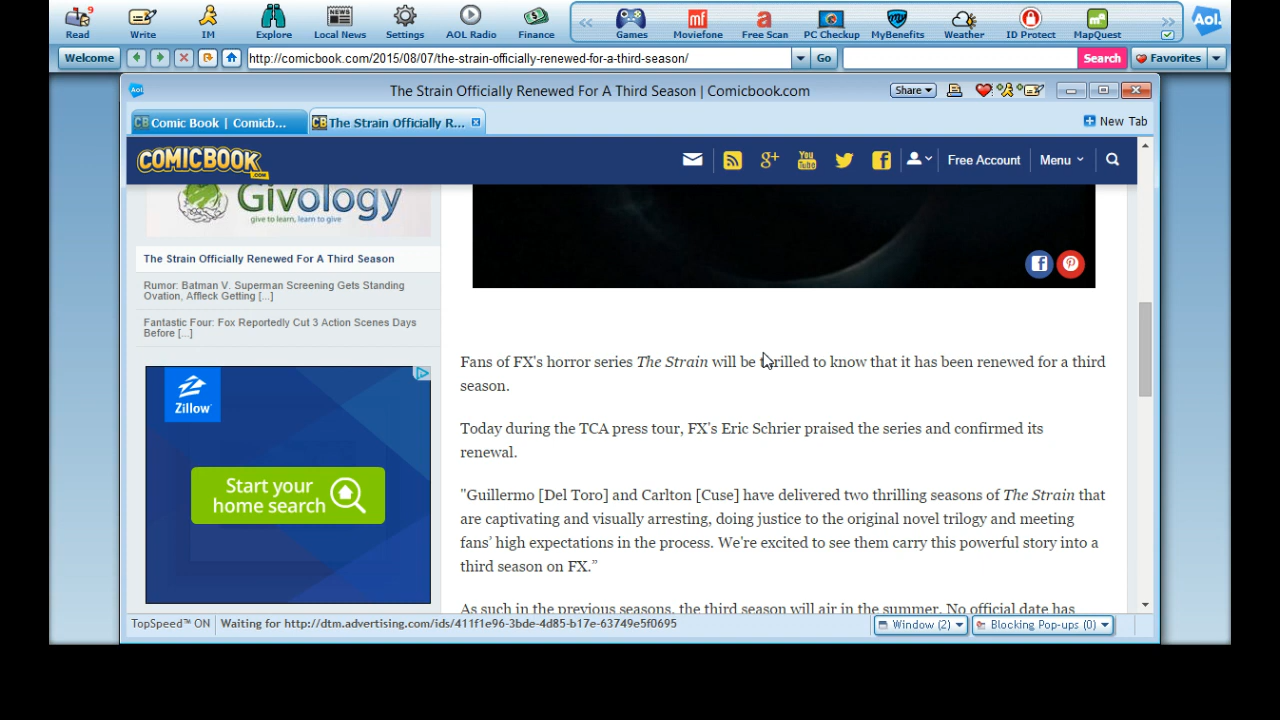 9
Read
Write
IM
Explore
NEWS
Local News
Settings
AOL Radio
Finance
Games
mf
Moviefone
a
Free Scan
PC Checkup
MyBenefits
Weather
ID Protect
m
MapQuest
Aol.
Welcome
http://comicbook.com/2015/08/07/the-strain-officially-renewed-for-a-third-season/
Go
Search
Favorites
Aol.
The Strain Officially Renewed For A Third Season | Comicbook.com
Share
CB Comic Book | Comicb...
CB The Strain Officially R...
New Tab
COMICBOOK
.COM
g+
You
Tube
f
Free Account
Menu
Givology
give to learn, learn to give
The Strain Officially Renewed For A Third Season
Rumor: Batman V. Superman Screening Gets Standing
Ovation, Affleck Getting [...]
Fantastic Four: Fox Reportedly Cut 3 Action Scenes Days
Before [...]
Zillow
Start your
home search
f
Fans of FX's horror series The Strain will be thrilled to know that it has been renewed for a third
season.
Today during the TCA press tour, FX's Eric Schrier praised the series and confirmed its
renewal.
"Guillermo [Del Toro] and Carlton [Cuse] have delivered two thrilling seasons of The Strain that
are captivating and visually arresting, doing justice to the original novel trilogy and meeting
fans' high expectations in the process. We're excited to see them carry this powerful story into a
third season on FX.”
As such in the previous seasons, the third season will air in the summer. No official date has
TopSpeed™ ON
Waiting for http://dtm.advertising.com/ids/411f1e96-3bde-4d85-b17e-63749e5f0695
Window (2)
Blocking Pop-ups (0)